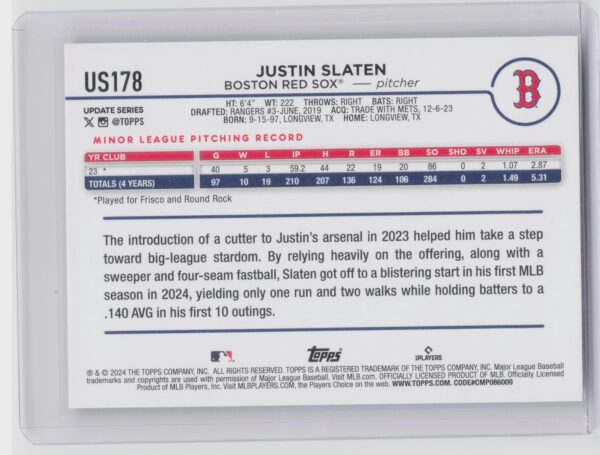 US178
JUSTIN SLATEN
BOSTON RED SOX® — pitcher
B
UPDATE SERIES
@TOPPS
HT: 6'4" WT: 222 THROWS: RIGHT BATS: RIGHT
DRAFTED: RANGERS #3-JUNE, 2019 ACQ: TRADE WITH METS, 12-6-23
BORN: 9-15-97, LONGVIEW, TX HOME: LONGVIEW, TX
MINOR LEAGUE PITCHING RECORD
YR CLUB G W L IP H R ER BB SO SHO SV WHIP ERA
23 * 40 5 3 59.2 44 22 19 20 86 0 2 1.07 2.87
TOTALS (4 YEARS) 97 10 19 210 207 136 124 106 284 0 2 1.49 5.31
*Played for Frisco and Round Rock
The introduction of a cutter to Justin's arsenal in 2023 helped him take a step
toward big-league stardom. By relying heavily on the offering, along with a
sweeper and four-seam fastball, Slaten got off to a blistering start in his first MLB
season in 2024, yielding only one run and two walks while holding batters to a
.140 AVG in his first 10 outings.
Topps
PLAYERS
® & © 2024 THE TOPPS COMPANY, INC. ALL RIGHTS RESERVED. TOPPS IS A REGISTERED TRADEMARK OF THE TOPPS COMPANY, INC. Major League Baseball
trademarks and copyrights are used with permission of Major League Baseball. Visit MLB.com. OFFICIALLY LICENSED PRODUCT OF MLB PLAYERS, INC. Officially Licensed
Product of MLB Players, Inc. Visit MLBPLAYERS.COM, the Players Choice on the web. WWW.TOPPS.COM. CODE#CMP086009